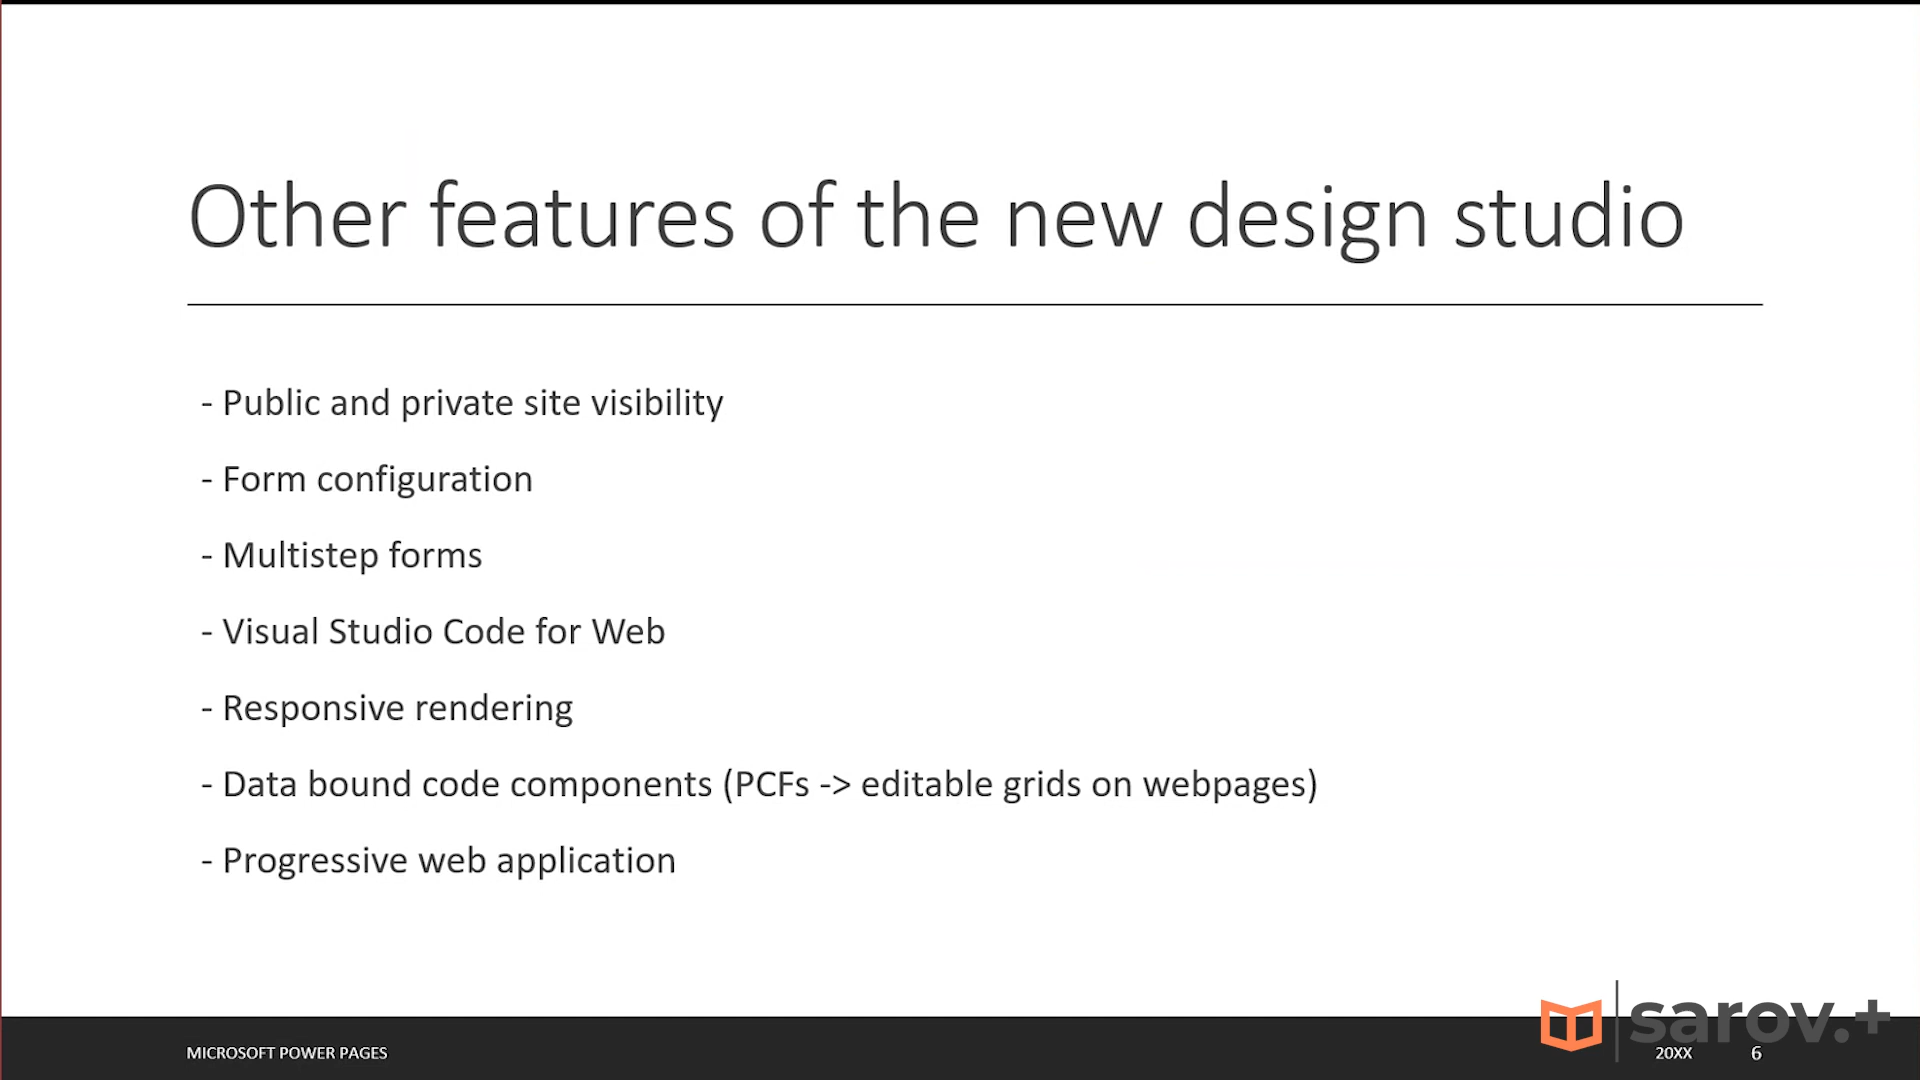 Other features of the new design studio
- Public and private site visibility
- Form configuration
- Multistep forms
- Visual Studio Code for Web
- Responsive rendering
- Data bound code components (PCFs -> editable grids on webpages)
- Progressive web application
sarov.+
MICROSOFT POWER PAGES
20XX
6